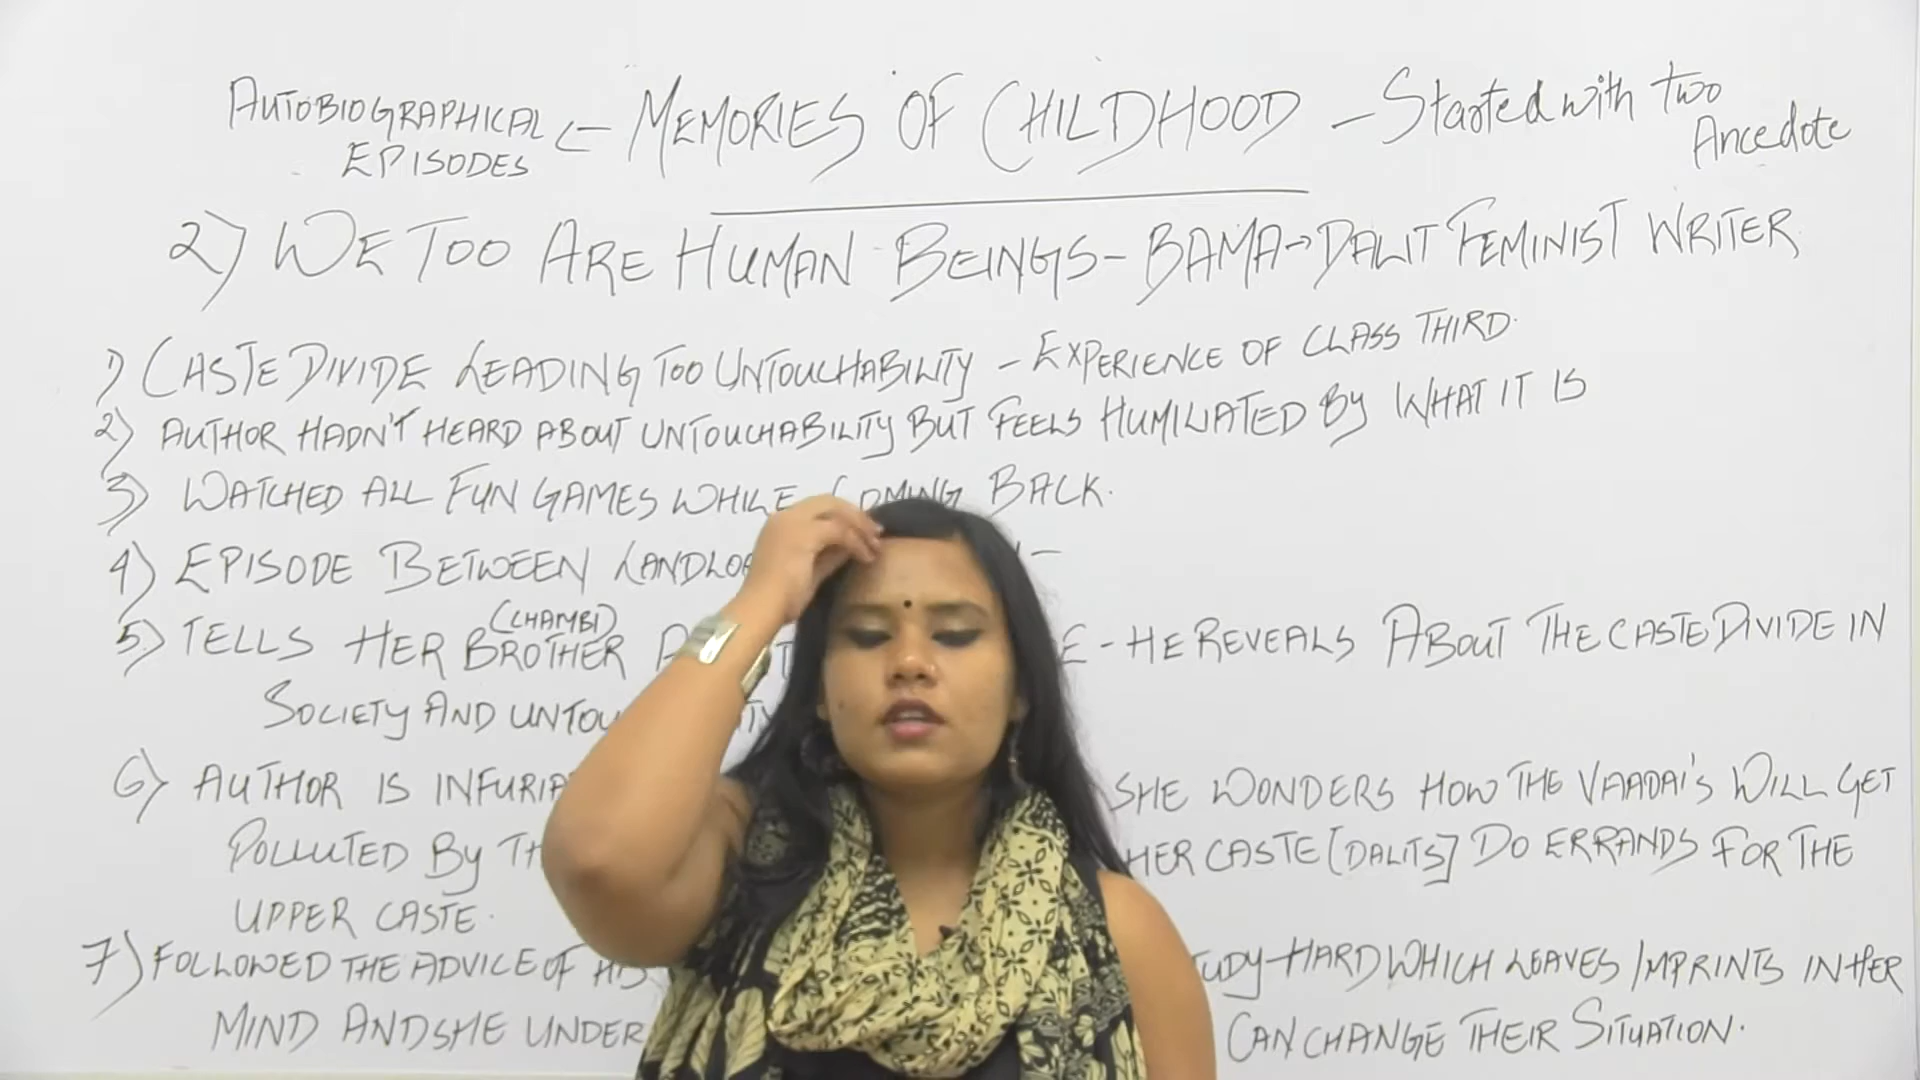 AUTOBIOGRAPHICAL EPISODES <- MEMORIES OF CHILDHOOD - Started with two Ancedote
2) WE TOO ARE HUMAN BEINGS - BAMA -> DALIT FEMINIST WRITER
1) CASTE DIVIDE LEADING TOO UNTOUCHABILITY - EXPERIENCE OF CLASS THIRD.
2) AUTHOR HADN'T HEARD ABOUT UNTOUCHABILITY BUT FEELS HUMILIATED BY WHAT IT IS
3) WATCHED ALL FUN GAMES WHILE COMING BACK.
4) EPISODE BETWEEN -
(CHAMBI)
5) TELLS HER BROTHER - HE REVEALS ABOUT THE CASTE DIVIDE IN
SOCIETY AND
6) AUTHOR IS SHE WONDERS HOW THE VAADAI'S WILL GET
POLLUTED BY HER CASTE [DALITS] DO ERRANDS FOR THE
UPPER CASTE.
7) FOLLOWED THE ADVICE OF HARD WHICH LEAVES IMPRINTS IN HER
MIND AND SHE CAN CHANGE THEIR SITUATION.